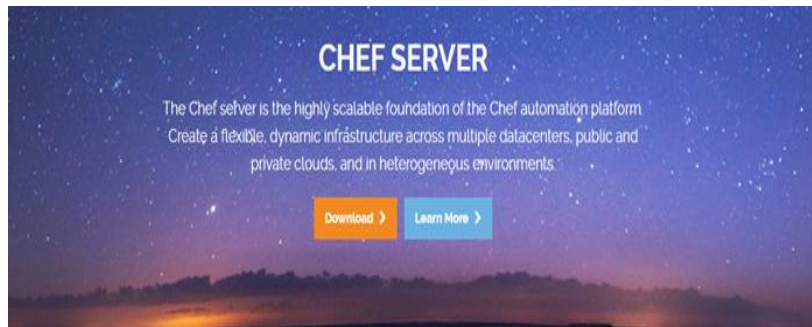 CHEF SERVER
The Chef server is the highly scalable foundation of the Chef automation platform.
Create a flexible, dynamic infrastructure across multiple datacenters, public and
private clouds, and in heterogeneous environments.
Download ❯
Learn More ❯